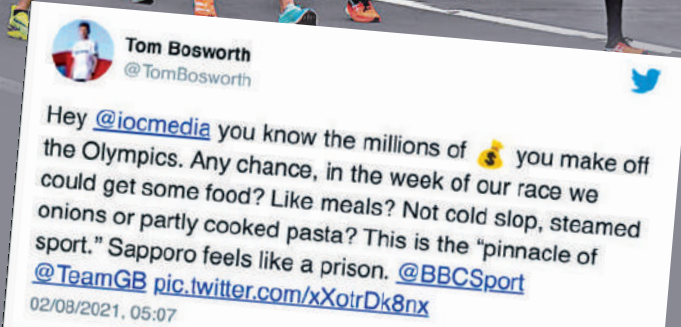 Tom Bosworth
@TomBosworth
Hey @iocmedia you know the millions of 💰 you make off
the Olympics. Any chance, in the week of our race we
could get some food? Like meals? Not cold slop, steamed
onions or partly cooked pasta? This is the “pinnacle of
sport.” Sapporo feels like a prison. @BBCSport
@TeamGB pic.twitter.com/xXotrDk8nx
02/08/2021, 05:07